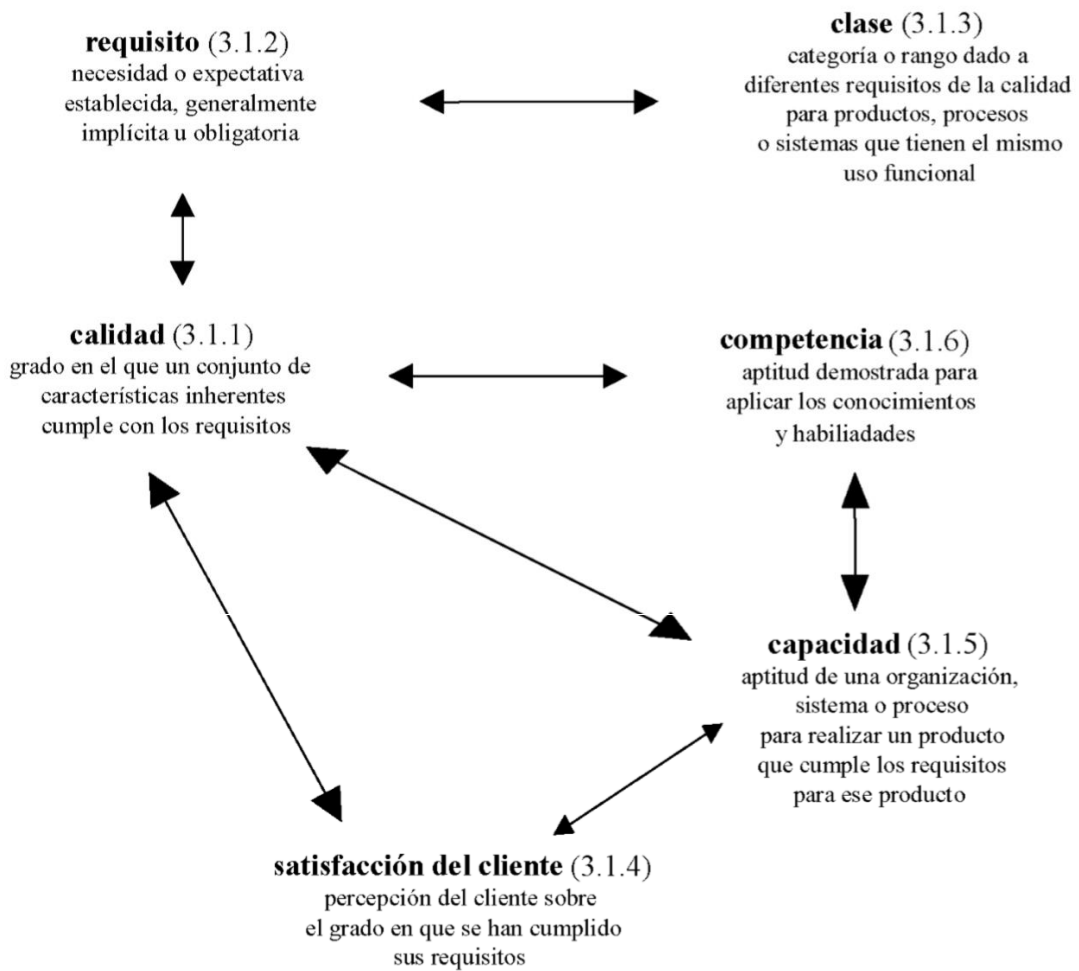 requisito (3.1.2)
necesidad o expectativa
establecida, generalmente
implícita u obligatoria
clase (3.1.3)
categoría o rango dado a
diferentes requisitos de la calidad
para productos, procesos
o sistemas que tienen el mismo
uso funcional
calidad (3.1.1)
grado en el que un conjunto de
características inherentes
cumple con los requisitos
competencia (3.1.6)
aptitud demostrada para
aplicar los conocimientos
y habiliadades
capacidad (3.1.5)
aptitud de una organización,
sistema o proceso
para realizar un producto
que cumple los requisitos
para ese producto
satisfacción del cliente (3.1.4)
percepción del cliente sobre
el grado en que se han cumplido
sus requisitos